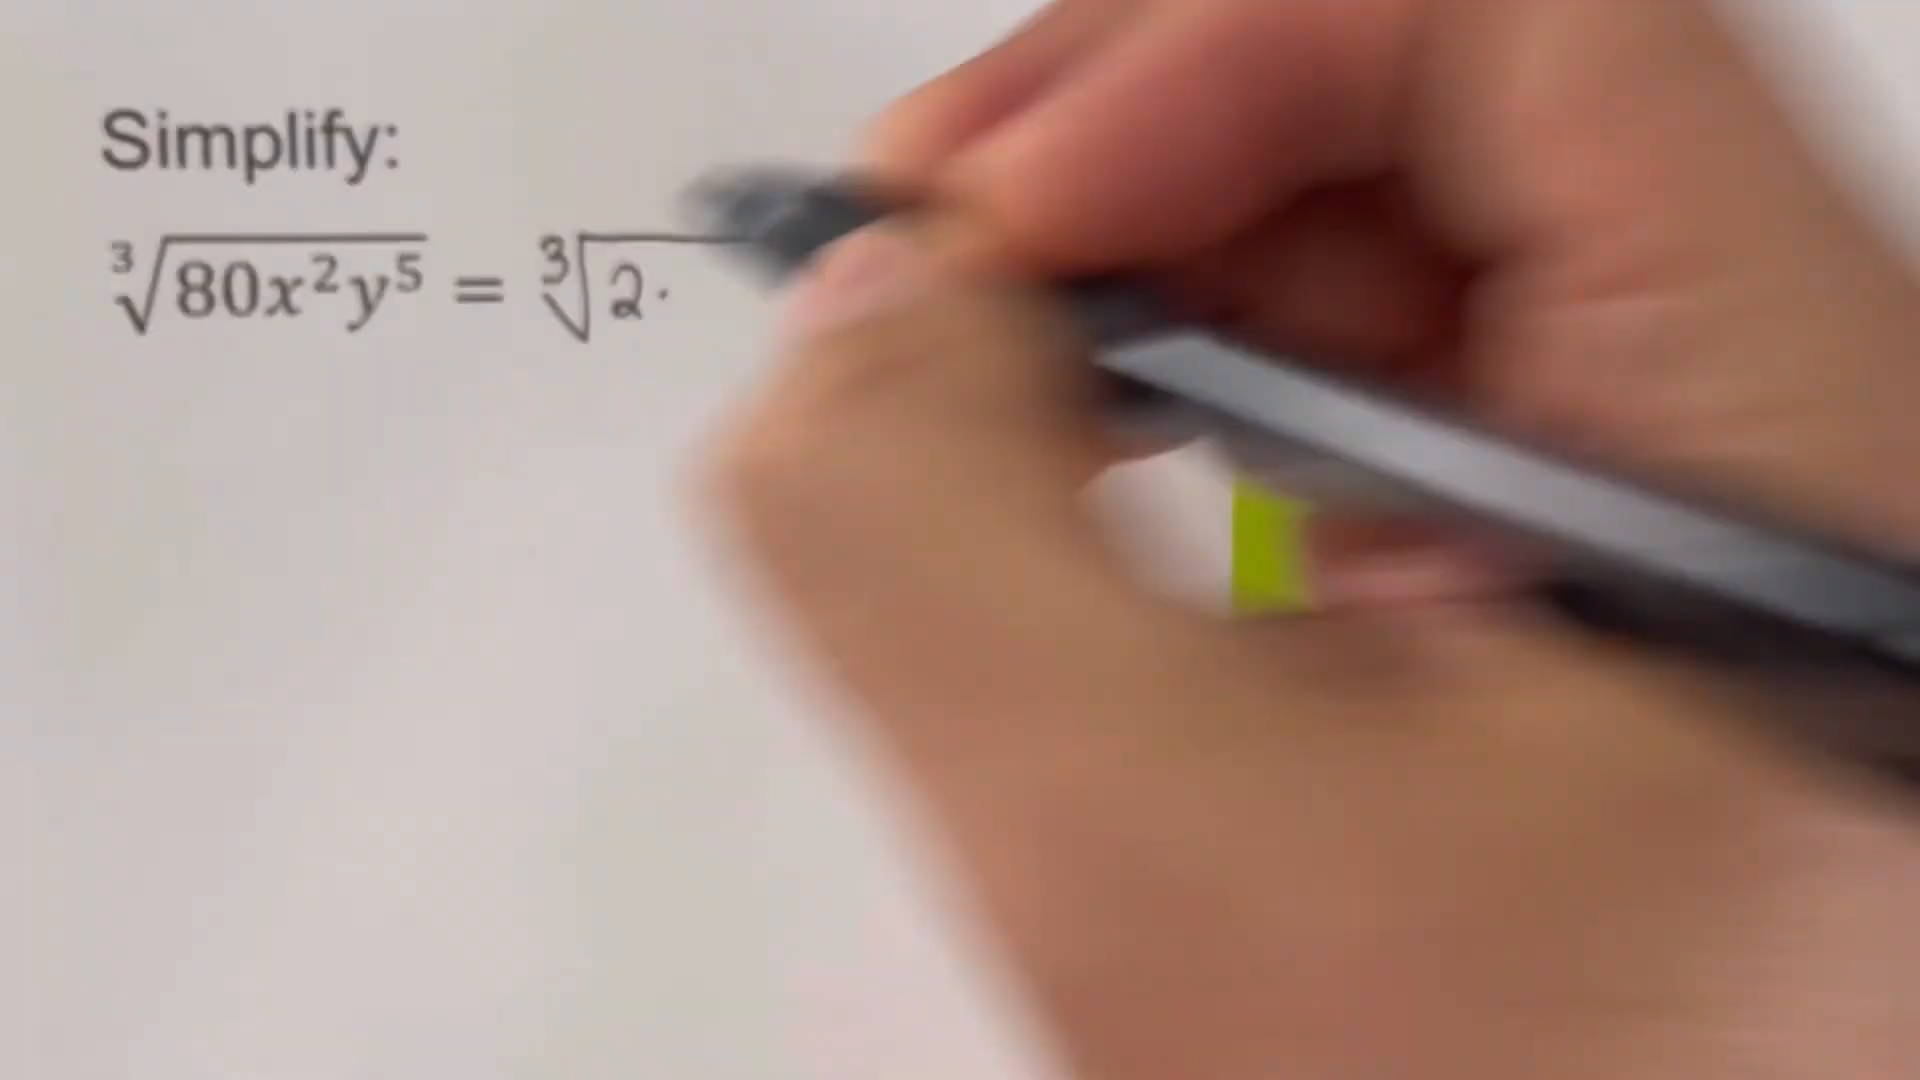 Simplify:
∛80x²y⁵ = ∛2·